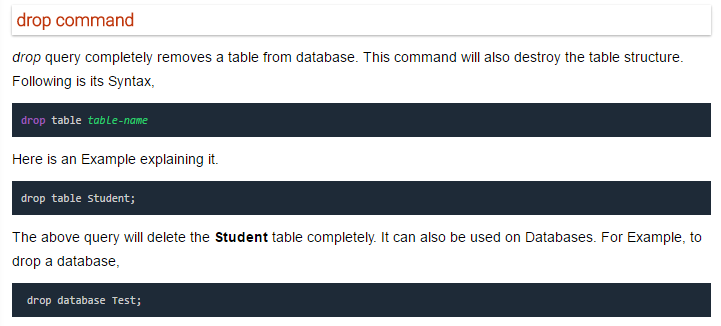 drop command
drop query completely removes a table from database. This command will also destroy the table structure.
Following is its Syntax,
drop table table-name
Here is an Example explaining it.
drop table Student;
The above query will delete the Student table completely. It can also be used on Databases. For Example, to
drop a database,
drop database Test;